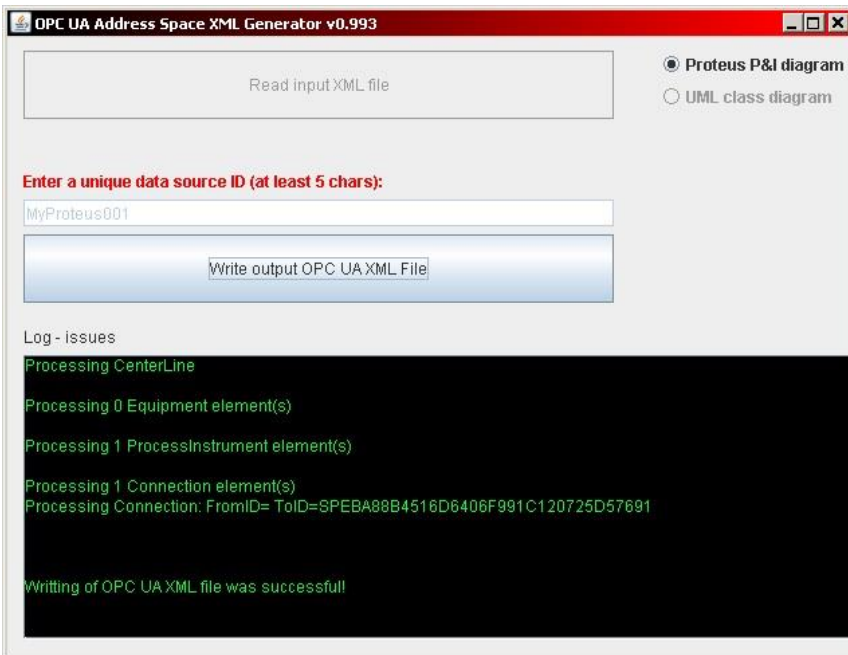 OPC UA Address Space XML Generator v0.993
Read input XML file
Proteus P&I diagram
UML class diagram
Enter a unique data source ID (at least 5 chars):
MyProteus001
Write output OPC UA XML File
Log - issues
Processing CenterLine
Processing 0 Equipment element(s)
Processing 1 ProcessInstrument element(s)
Processing 1 Connection element(s)
Processing Connection: FromID= ToID=SPEBA88B4516D6406F991C120725D57691
Writting of OPC UA XML file was successful!